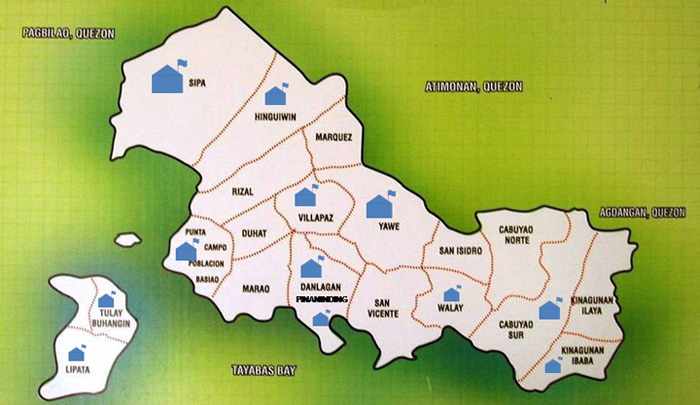 PAGBILAO, QUEZON
SIPA
ATIMONAN, QUEZON
HINGUIWIN
MARQUEZ
RIZAL
AGDANGAN, QUEZON
VILLAPAZ
YAWE
PUNTA
CAMPO
POBLACION
BASIAO
DUHAT
CABUYAO
NORTE
SAN ISIDRO
MARAO
DANLAGAN
PINANINDING
SAN
VICENTE
WALAY
KINAGUNAN
ILAYA
TULAY
BUHANGIN
CABUYAO
SUR
KINAGUNAN
IBABA
LIPATA
TAYABAS BAY